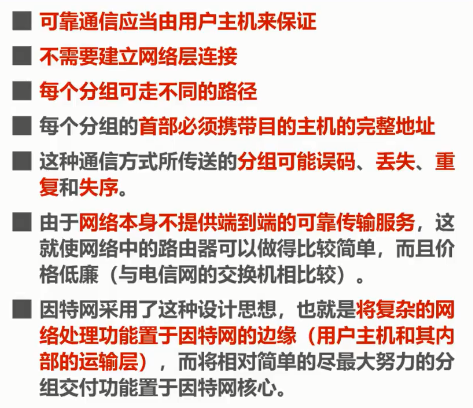 可靠通信应当由用户主机来保证
不需要建立网络层连接
每个分组可走不同的路径
每个分组的首部必须携带目的主机的完整地址
这种通信方式所传送的分组可能误码、丢失、重
复和失序。
由于网络本身不提供端到端的可靠传输服务，这
就使网络中的路由器可以做得比较简单，而且价
格低廉（与电信网的交换机相比较）。
因特网采用了这种设计思想，也就是将复杂的网
络处理功能置于因特网的边缘（用户主机和其内
部的运输层），而将相对简单的尽最大努力的分
组交付功能置于因特网核心。